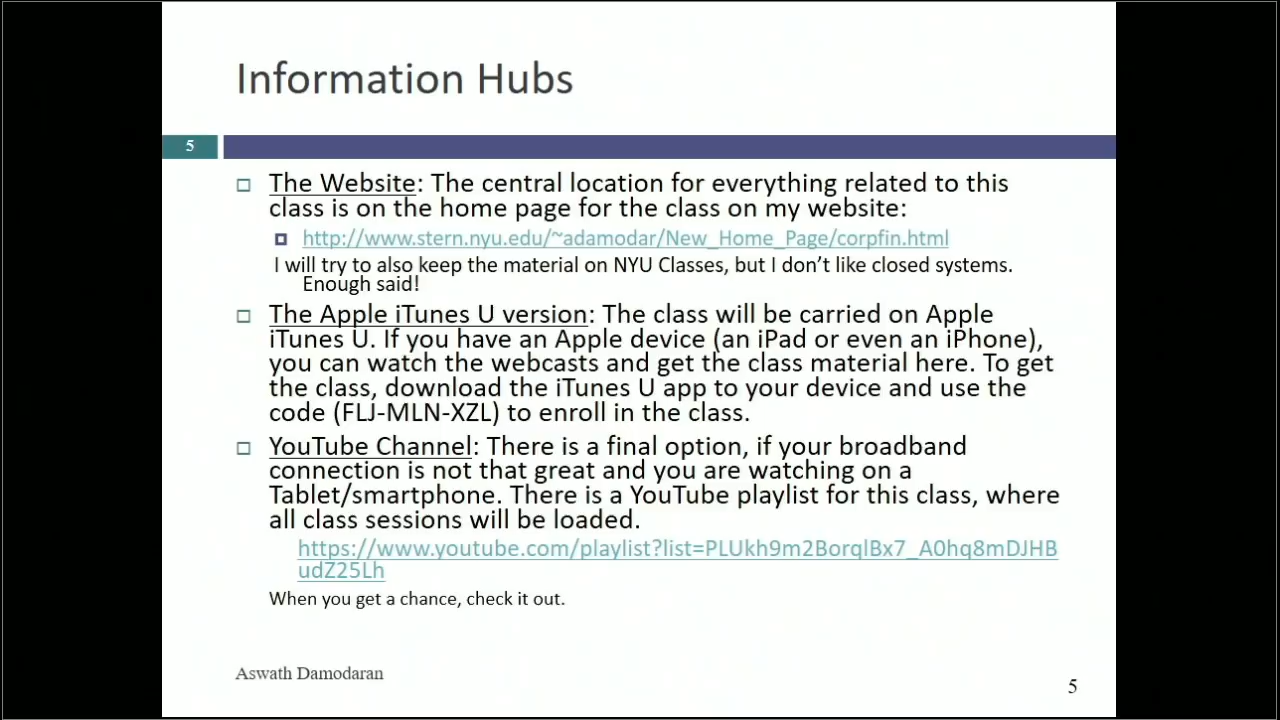 Information Hubs
5
The Website: The central location for everything related to this
class is on the home page for the class on my website:
http://www.stern.nyu.edu/~adamodar/New_Home_Page/corpfin.html
I will try to also keep the material on NYU Classes, but I don’t like closed systems.
Enough said!
The Apple iTunes U version: The class will be carried on Apple
iTunes U. If you have an Apple device (an iPad or even an iPhone),
you can watch the webcasts and get the class material here. To get
the class, download the iTunes U app to your device and use the
code (FLJ-MLN-XZL) to enroll in the class.
YouTube Channel: There is a final option, if your broadband
connection is not that great and you are watching on a
Tablet/smartphone. There is a YouTube playlist for this class, where
all class sessions will be loaded.
https://www.youtube.com/playlist?list=PLUkh9m2BorqlBx7_A0hq8mDJHB
udZ25Lh
When you get a chance, check it out.
Aswath Damodaran
5